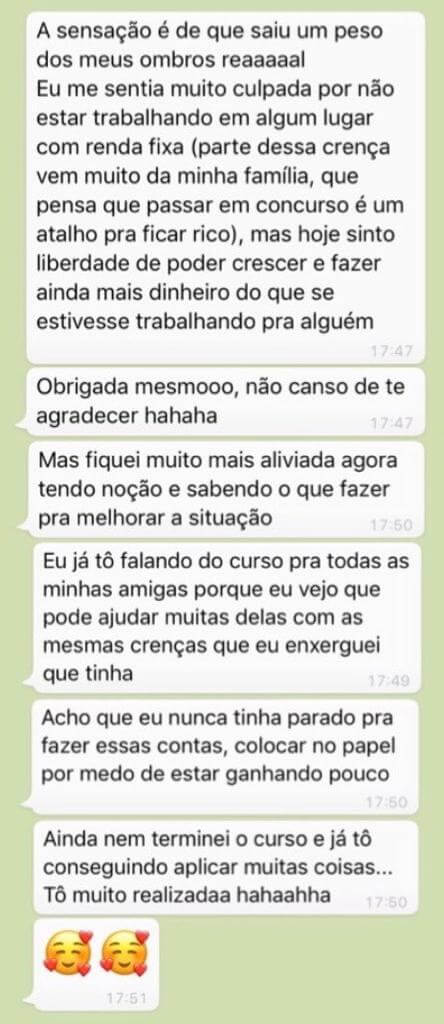 A sensação é de que saiu um peso
dos meus ombros reaaaaal
Eu me sentia muito culpada por não
estar trabalhando em algum lugar
com renda fixa (parte dessa crença
vem muito da minha família, que
pensa que passar em concurso é um
atalho pra ficar rico), mas hoje sinto
liberdade de poder crescer e fazer
ainda mais dinheiro do que se
estivesse trabalhando pra alguém
17:47
Obrigada mesmooo, não canso de te
agradecer hahaha
17:47
Mas fiquei muito mais aliviada agora
tendo noção e sabendo o que fazer
pra melhorar a situação
17:50
Eu já tô falando do curso pra todas as
minhas amigas porque eu vejo que
pode ajudar muitas delas com as
mesmas crenças que eu enxerguei
que tinha
17:49
Acho que eu nunca tinha parado pra
fazer essas contas, colocar no papel
por medo de estar ganhando pouco
17:50
Ainda nem terminei o curso e já tô
conseguindo aplicar muitas coisas...
Tô muito realizadaa hahaahha
17:50
🥰🥰
17:51